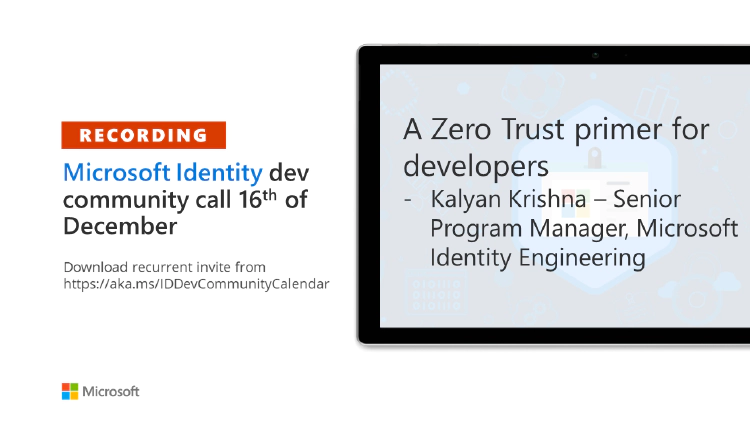 RECORDING
Microsoft Identity dev
community call 16th of
December
Download recurrent invite from
https://aka.ms/IDDevCommunityCalendar
Microsoft
A Zero Trust primer for
developers
- Kalyan Krishna – Senior
Program Manager, Microsoft
Identity Engineering